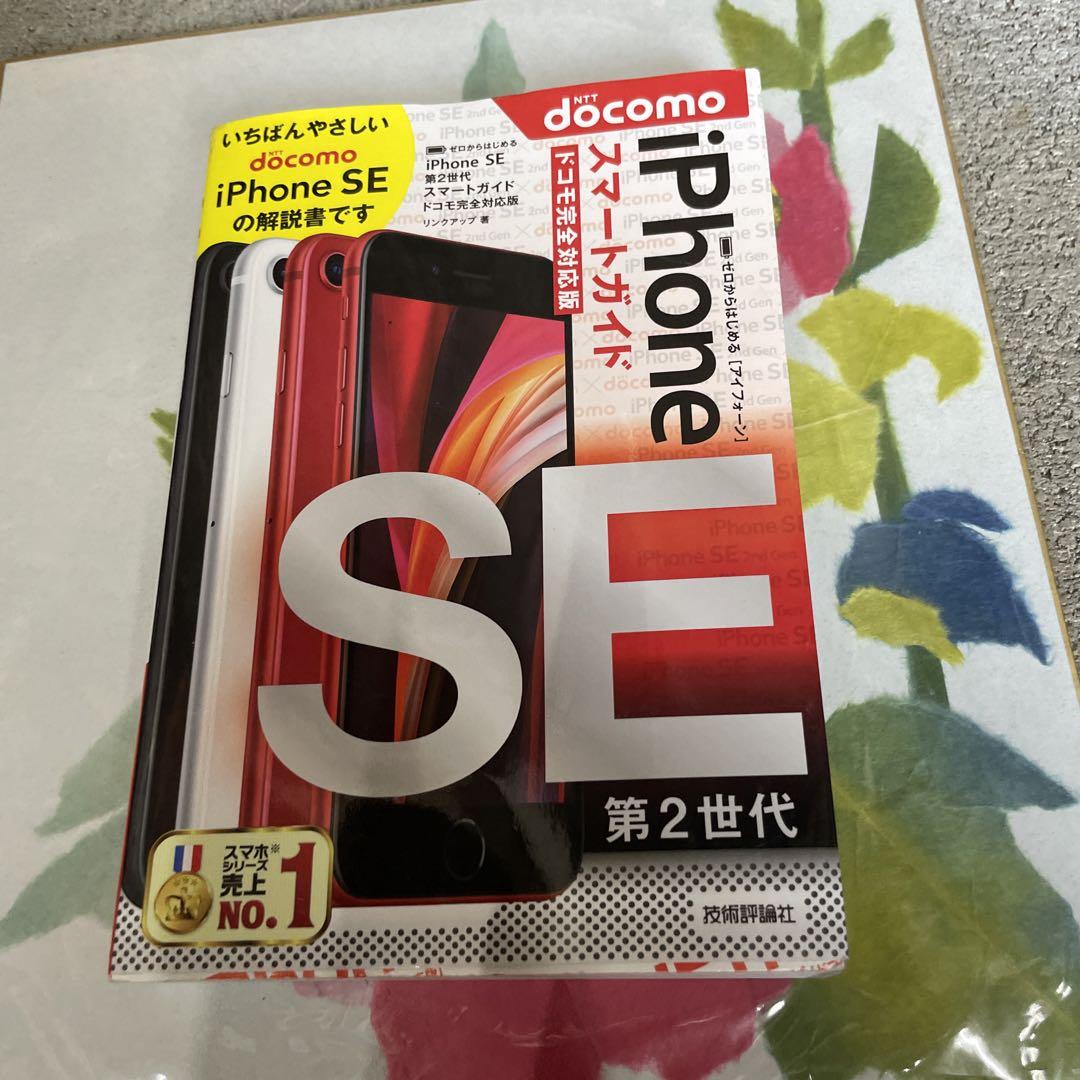 いちばんやさしい
NTT
docomo
iPhone SE
の解説書です
ゼロからはじめる
iPhone SE
第2世代
スマートガイド
ドコモ完全対応版
リンクアップ 著
NTT
docomo
ゼロからはじめる[アイフォーン]
iPhone
スマートガイド
ドコモ完全対応版
SE
第2世代
スマホ※
シリーズ
売上
NO.1
技術評論社